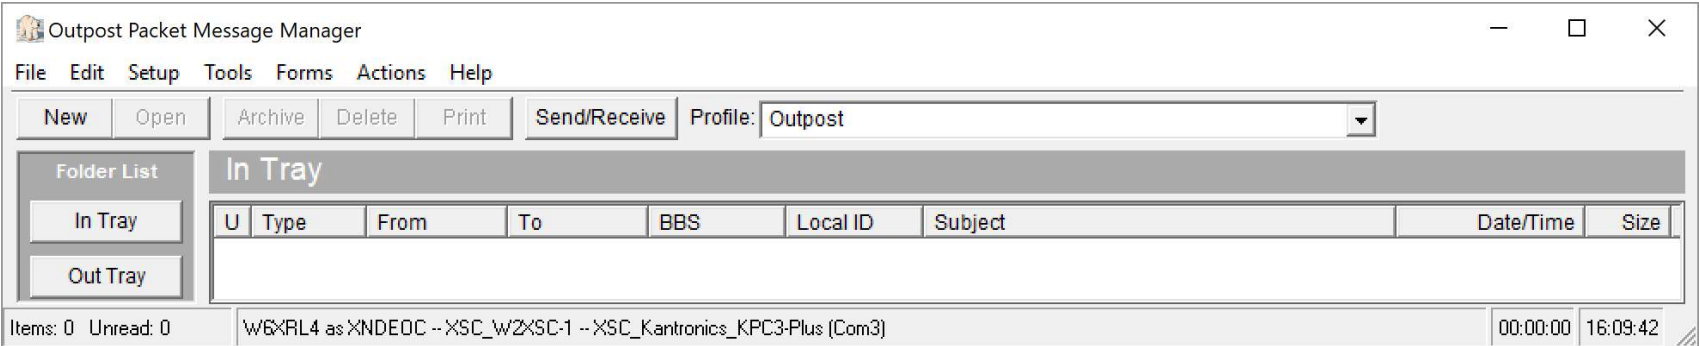 Outpost Packet Message Manager
File Edit Setup Tools Forms Actions Help
New Open Archive Delete Print Send/Receive Profile: Outpost
Folder List In Tray
In Tray U Type From To BBS Local ID Subject Date/Time Size
Out Tray
Items: 0 Unread: 0 W6XRL4 as XNDEOC -- XSC_W2XSC-1 -- XSC_Kantronics_KPC3-Plus (Com3) 00:00:00 16:09:42